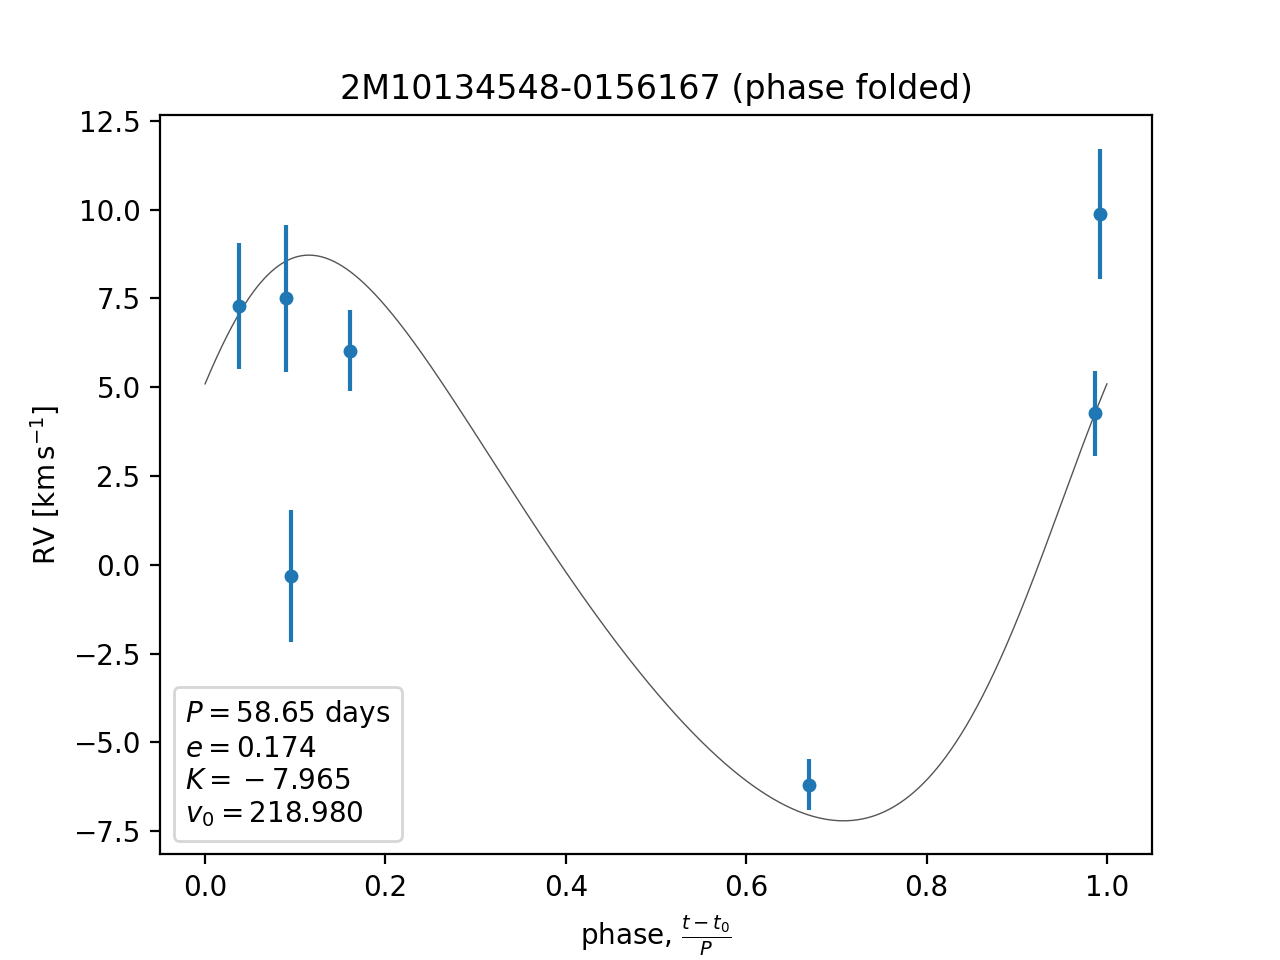 2M10134548-0156167 (phase folded)
12.5
10.0
7.5
5.0
2.5
0.0
−2.5
−5.0
−7.5
RV [km s⁻¹]
P = 58.65 days
e = 0.174
K = − 7.965
v₀ = 218.980
0.0 0.2 0.4 0.6 0.8 1.0
phase, (t − t₀)/P